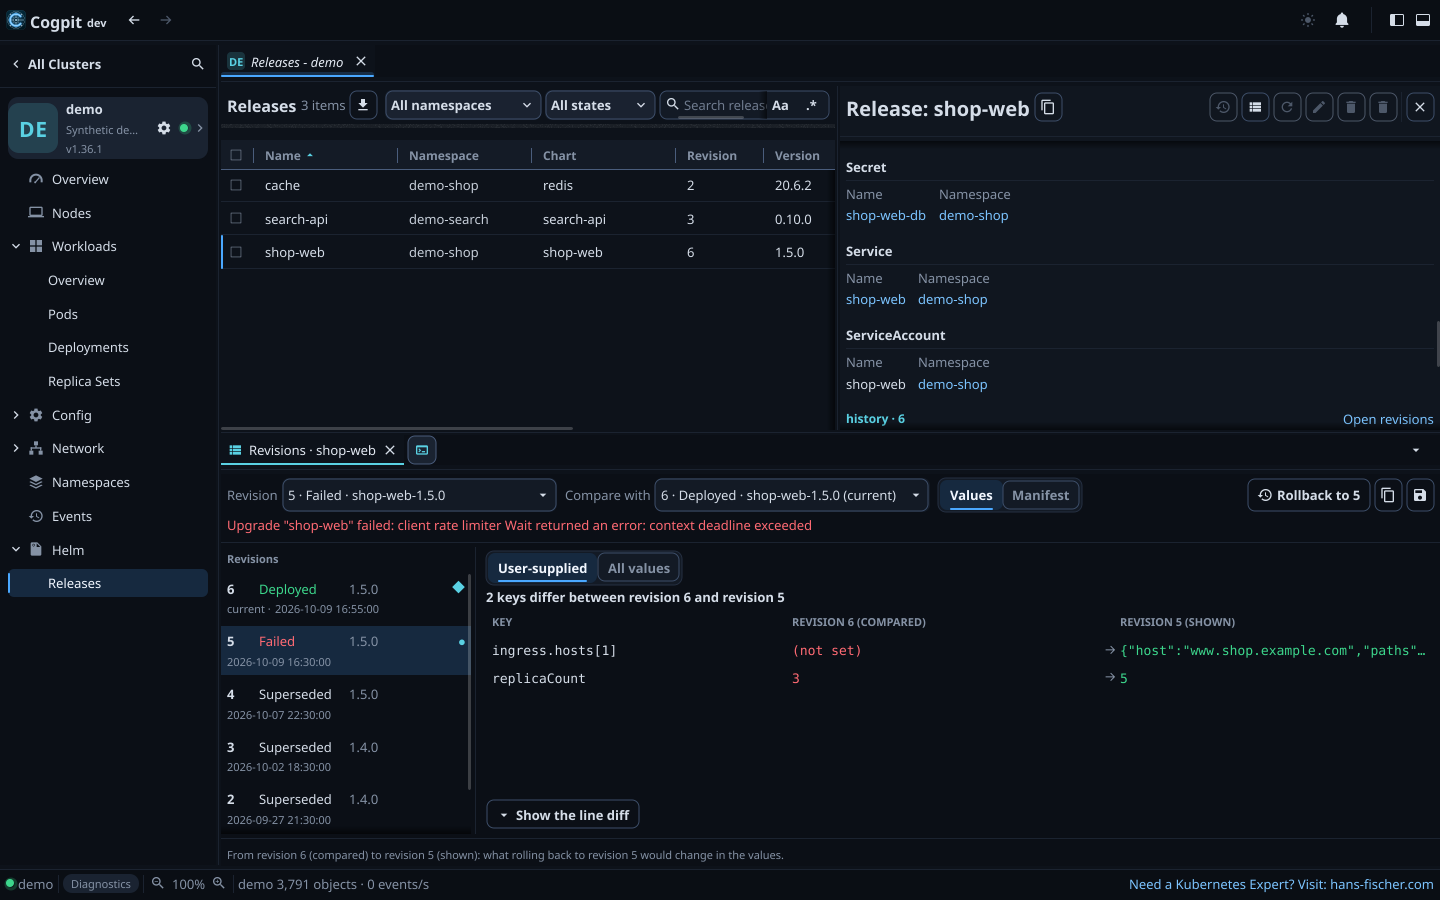 Cogpit dev
All Clusters
DE
demo
Synthetic de...
v1.36.1
Overview
Nodes
Workloads
Overview
Pods
Deployments
Replica Sets
Config
Network
Namespaces
Events
Helm
Releases
DE Releases - demo
Releases 3 items
All namespaces
All states
Search releas
Aa
.*
Name Namespace Chart Revision Version
cache demo-shop redis 2 20.6.2
search-api demo-search search-api 3 0.10.0
shop-web demo-shop shop-web 6 1.5.0
Release: shop-web
Secret
Name Namespace
shop-web-db demo-shop
Service
Name Namespace
shop-web demo-shop
ServiceAccount
Name Namespace
shop-web demo-shop
history · 6
Open revisions
Revisions · shop-web
Revision 5 · Failed · shop-web-1.5.0
Compare with 6 · Deployed · shop-web-1.5.0 (current)
Values Manifest
Rollback to 5
Upgrade "shop-web" failed: client rate limiter Wait returned an error: context deadline exceeded
Revisions
6 Deployed 1.5.0
current · 2026-10-09 16:55:00
5 Failed 1.5.0
2026-10-09 16:30:00
4 Superseded 1.5.0
2026-10-07 22:30:00
3 Superseded 1.4.0
2026-10-02 18:30:00
2 Superseded 1.4.0
2026-09-27 21:30:00
User-supplied All values
2 keys differ between revision 6 and revision 5
KEY REVISION 6 (COMPARED) REVISION 5 (SHOWN)
ingress.hosts[1] (not set) → {"host":"www.shop.example.com","paths"…
replicaCount 3 → 5
Show the line diff
From revision 6 (compared) to revision 5 (shown): what rolling back to revision 5 would change in the values.
demo
Diagnostics
100%
demo 3,791 objects · 0 events/s
Need a Kubernetes Expert? Visit: hans-fischer.com